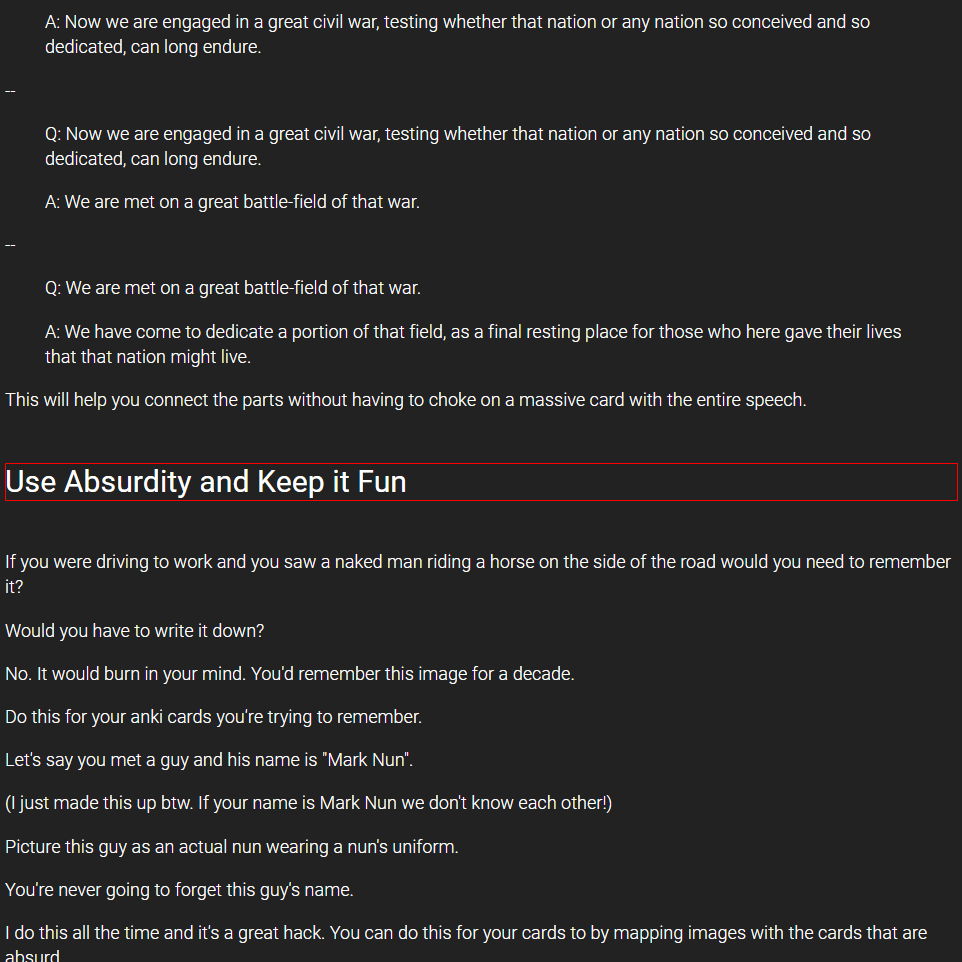 A: Now we are engaged in a great civil war, testing whether that nation or any nation so conceived and so
dedicated, can long endure.
--
Q: Now we are engaged in a great civil war, testing whether that nation or any nation so conceived and so
dedicated, can long endure.
A: We are met on a great battle-field of that war.
--
Q: We are met on a great battle-field of that war.
A: We have come to dedicate a portion of that field, as a final resting place for those who here gave their lives
that that nation might live.
This will help you connect the parts without having to choke on a massive card with the entire speech.
Use Absurdity and Keep it Fun
If you were driving to work and you saw a naked man riding a horse on the side of the road would you need to remember
it?
Would you have to write it down?
No. It would burn in your mind. You'd remember this image for a decade.
Do this for your anki cards you're trying to remember.
Let's say you met a guy and his name is "Mark Nun".
(I just made this up btw. If your name is Mark Nun we don't know each other!)
Picture this guy as an actual nun wearing a nun's uniform.
You're never going to forget this guy's name.
I do this all the time and it's a great hack. You can do this for your cards to by mapping images with the cards that are
absurd